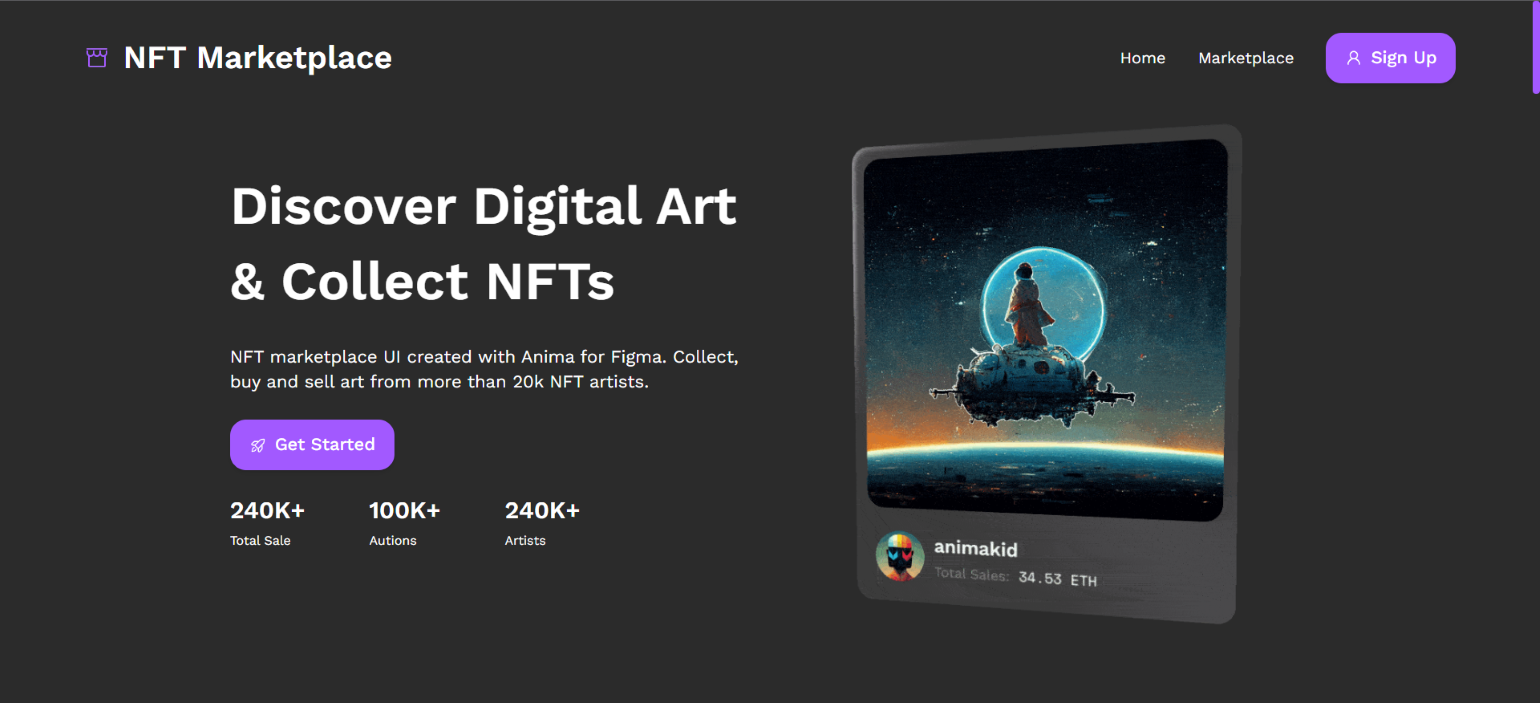 NFT Marketplace
Home
Marketplace
Sign Up
Discover Digital Art
& Collect NFTs
NFT marketplace UI created with Anima for Figma. Collect,
buy and sell art from more than 20k NFT artists.
Get Started
240K+
100K+
240K+
Total Sale
Autions
Artists
animakid
Total Sales: 34.53 ETH